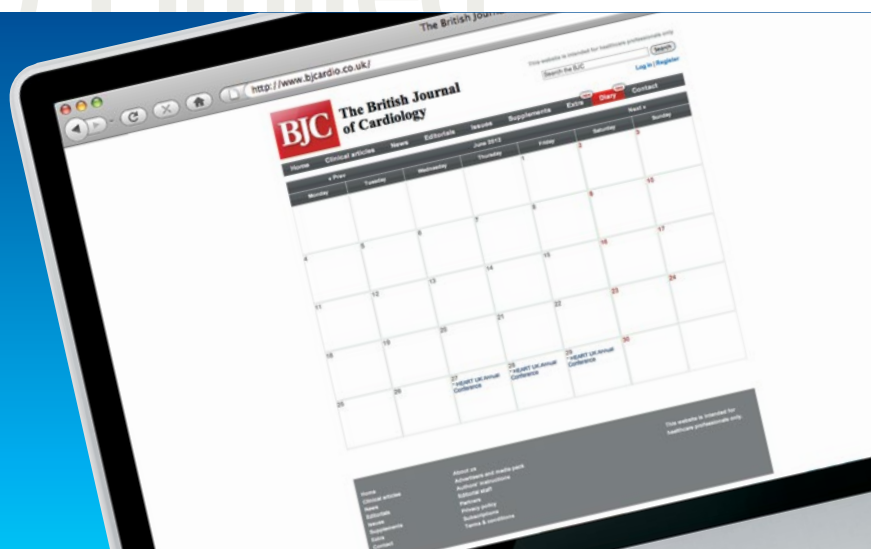 The British Jour
http://www.bjcardio.co.uk/
This website is intended for healthcare professionals only
Search the BJC
Search
Log in | Register
BJC
The British Journal
of Cardiology
Home Clinical articles News Editorials Issues Supplements Extra Diary Contact
« Prev June 2012 Next »
Monday Tuesday Wednesday Thursday Friday Saturday Sunday
1 2 3
4 5 6 7 8 9 10
11 12 13 14 15 16 17
18 19 20 21 22 23 24
25 26 27 28 29 30
* HEART UK Annual
Conference
* HEART UK Annual
Conference
* HEART UK Annual
Conference
Home
Clinical articles
News
Editorials
Issues
Supplements
Extra
Contact
About us
Advertisers and media pack
Authors' instructions
Editorial staff
Partners
Privacy policy
Subscriptions
Terms & conditions
This website is intended for
healthcare professionals only.